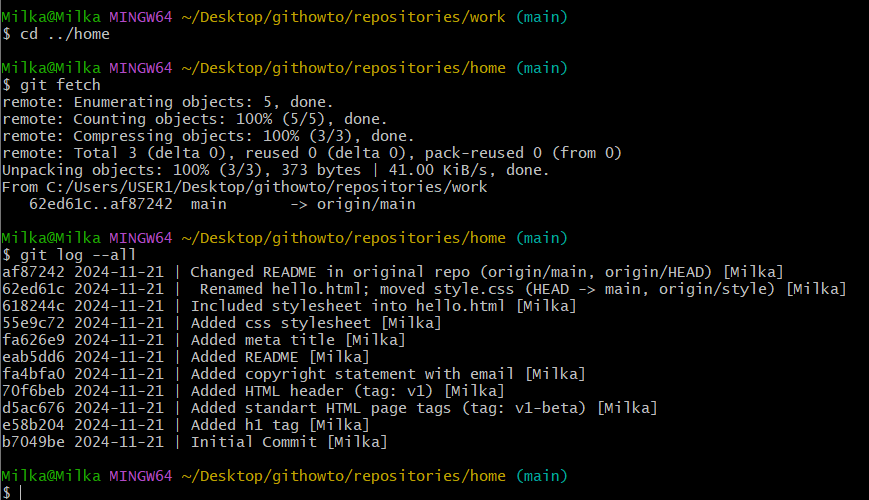 Milka@Milka MINGW64 ~/Desktop/githowto/repositories/work (main)
$ cd ../home
Milka@Milka MINGW64 ~/Desktop/githowto/repositories/home (main)
$ git fetch
remote: Enumerating objects: 5, done.
remote: Counting objects: 100% (5/5), done.
remote: Compressing objects: 100% (3/3), done.
remote: Total 3 (delta 0), reused 0 (delta 0), pack-reused 0 (from 0)
Unpacking objects: 100% (3/3), 373 bytes | 41.00 KiB/s, done.
From C:/Users/USER1/Desktop/githowto/repositories/work
   62ed61c..af87242  main       -> origin/main
Milka@Milka MINGW64 ~/Desktop/githowto/repositories/home (main)
$ git log --all
af87242 2024-11-21 | Changed README in original repo (origin/main, origin/HEAD) [Milka]
62ed61c 2024-11-21 |  Renamed hello.html; moved style.css (HEAD -> main, origin/style) [Milka]
618244c 2024-11-21 | Included stylesheet into hello.html [Milka]
55e9c72 2024-11-21 | Added css stylesheet [Milka]
fa626e9 2024-11-21 | Added meta title [Milka]
eab5dd6 2024-11-21 | Added README [Milka]
fa4bfa0 2024-11-21 | Added copyright statement with email [Milka]
70f6beb 2024-11-21 | Added HTML header (tag: v1) [Milka]
d5ac676 2024-11-21 | Added standart HTML page tags (tag: v1-beta) [Milka]
e58b204 2024-11-21 | Added h1 tag [Milka]
b7049be 2024-11-21 | Initial Commit [Milka]
Milka@Milka MINGW64 ~/Desktop/githowto/repositories/home (main)
$